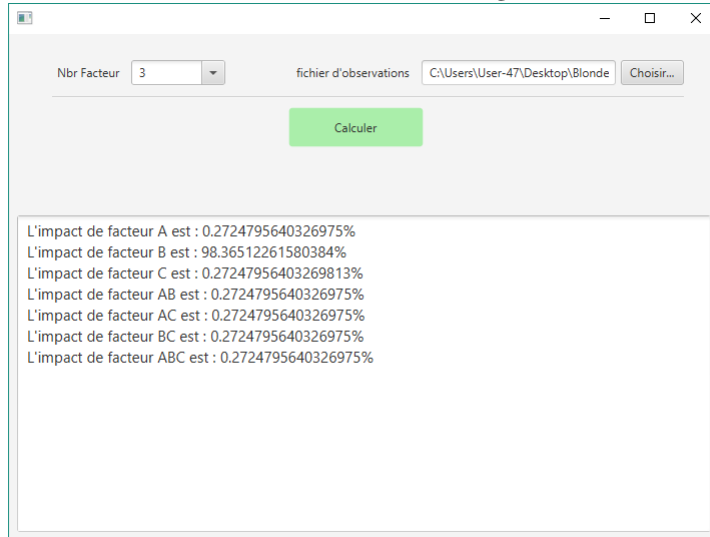 Nbr Facteur 3 fichier d'observations C:\Users\User-47\Desktop\Blonde Choisir...
Calculer
L'impact de facteur A est : 0.2724795640326975%
L'impact de facteur B est : 98.36512261580384%
L'impact de facteur C est : 0.27247956403269813%
L'impact de facteur AB est : 0.2724795640326975%
L'impact de facteur AC est : 0.2724795640326975%
L'impact de facteur BC est : 0.2724795640326975%
L'impact de facteur ABC est : 0.2724795640326975%